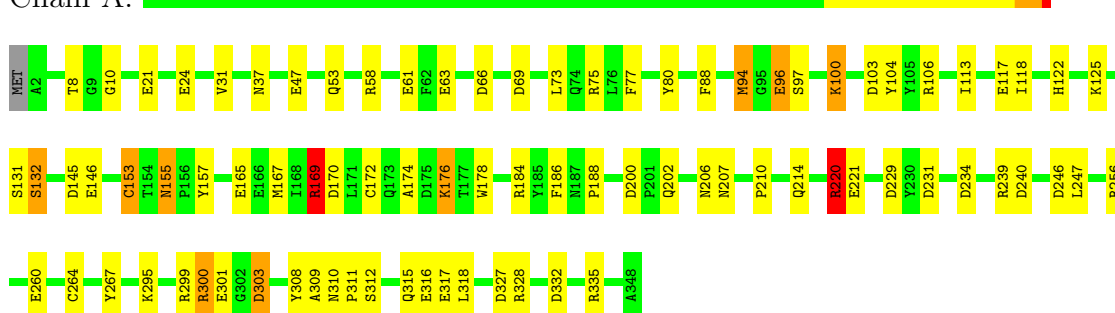 Chain A:
MET A2 T8 G9 G10 E21 E24 V31 N37 E47 Q53 R58 E61 F62 E63 D66 D69 L73 Q74 R75 L76 F77 Y80 F88 M94 G95 E96 S97 K100 D103 Y104 Y105 R106 I113 E117 I118 H122 K125
S131 S132 D145 E146 C153 T154 N155 P156 Y157 E165 E166 M167 I168 R169 D170 L171 C172 Q173 A174 D175 K176 T177 W178 R184 Y185 F186 N187 P188 D200 P201 Q202 N206 N207 P210 Q214 R220 E221 D229 Y230 D231 D234 R239 D240 D246 L247
E260 C264 Y267 K295 R299 R300 E301 G302 D303 Y308 A309 N310 P311 S312 Q315 E316 E317 L318 D327 R328 D332 R335 A348